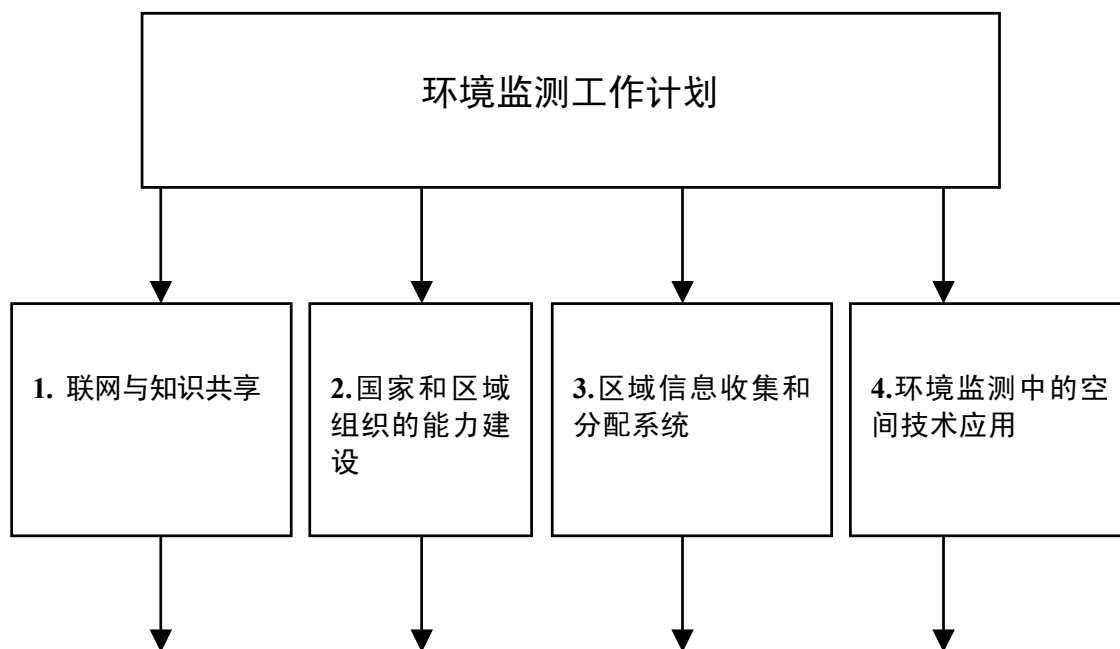 环境监测工作计划
1. 联网与知识共享
2.国家和区域
组织的能力建
设
3.区域信息收集和
分配系统
4.环境监测中的空
间技术应用